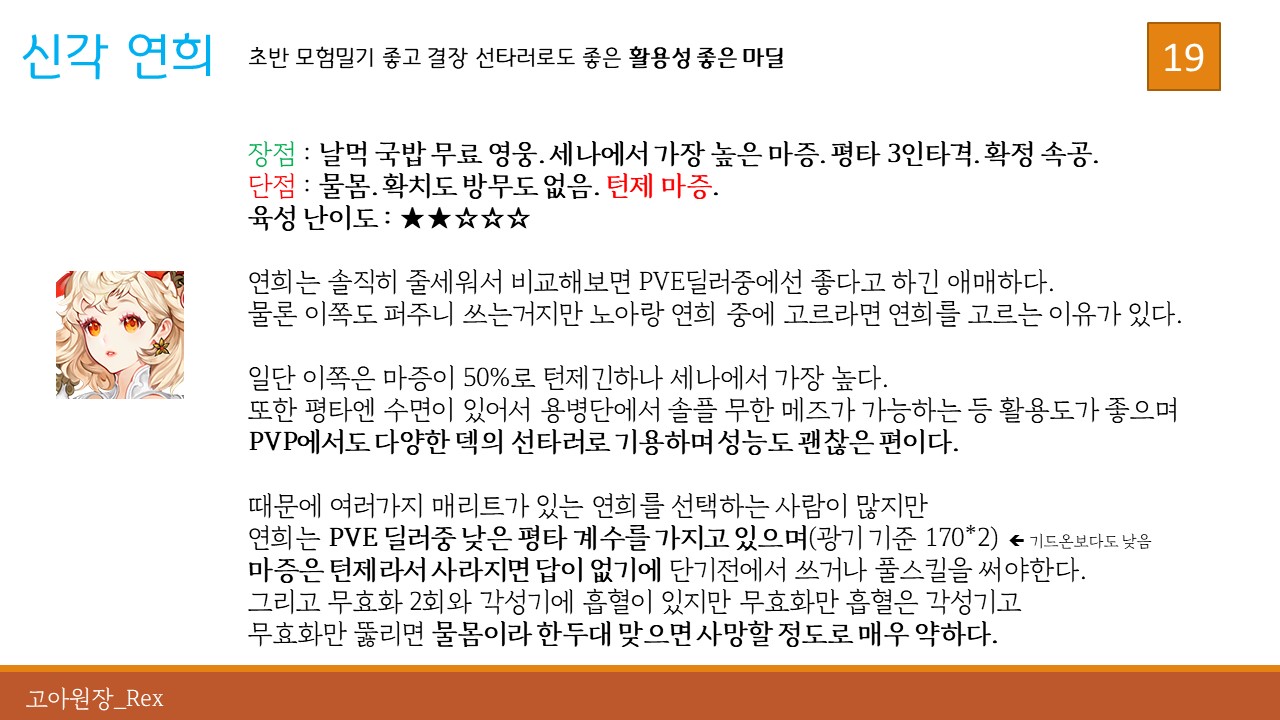 신각 연희
초반 모험밀기 좋고 결장 선타러로도 좋은 활용성 좋은 마딜
19
장점 : 날먹 국밥 무료 영웅. 세나에서 가장 높은 마증. 평타 3인타격. 확정 속공.
단점 : 물몸. 확치도 방무도 없음. 턴제 마증.
육성 난이도 : ★★☆☆☆
연희는 솔직히 줄세워서 비교해보면 PVE딜러중에선 좋다고 하긴 애매하다.
물론 이쪽도 퍼주니 쓰는거지만 노아랑 연희 중에 고르라면 연희를 고르는 이유가 있다.
일단 이쪽은 마증이 50%로 턴제긴하나 세나에서 가장 높다.
또한 평타엔 수면이 있어서 용병단에서 솔플 무한 메즈가 가능하는 등 활용도가 좋으며
PVP에서도 다양한 덱의 선타러로 기용하며 성능도 괜찮은 편이다.
때문에 여러가지 매리트가 있는 연희를 선택하는 사람이 많지만
연희는 PVE 딜러중 낮은 평타 계수를 가지고 있으며(광기 기준 170*2) 🡸 기드온보다도 낮음
마증은 턴제라서 사라지면 답이 없기에 단기전에서 쓰거나 풀스킬을 써야한다.
그리고 무효화 2회와 각성기에 흡혈이 있지만 무효화만 흡혈은 각성기고
무효화만 뚫리면 물몸이라 한두대 맞으면 사망할 정도로 매우 약하다.
고아원장_Rex